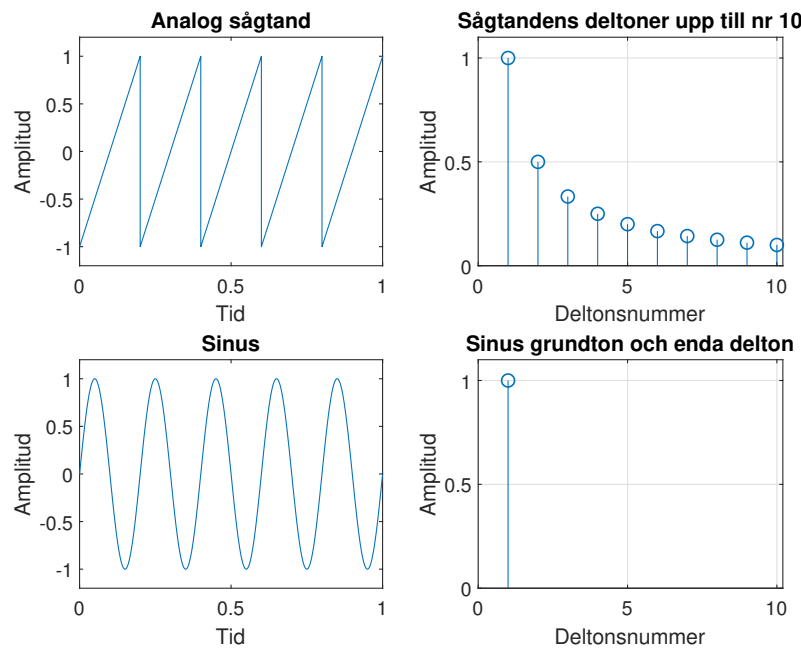 Analog sågtand
1
0.5
0
-0.5
-1
0
0.5
1
Amplitud
Tid
Sågtandens deltoner upp till nr 10
1
0.5
0
0
5
10
Amplitud
Deltonsnummer
Sinus
1
0.5
0
-0.5
-1
0
0.5
1
Amplitud
Tid
Sinus grundton och enda delton
1
0.5
0
0
5
10
Amplitud
Deltonsnummer